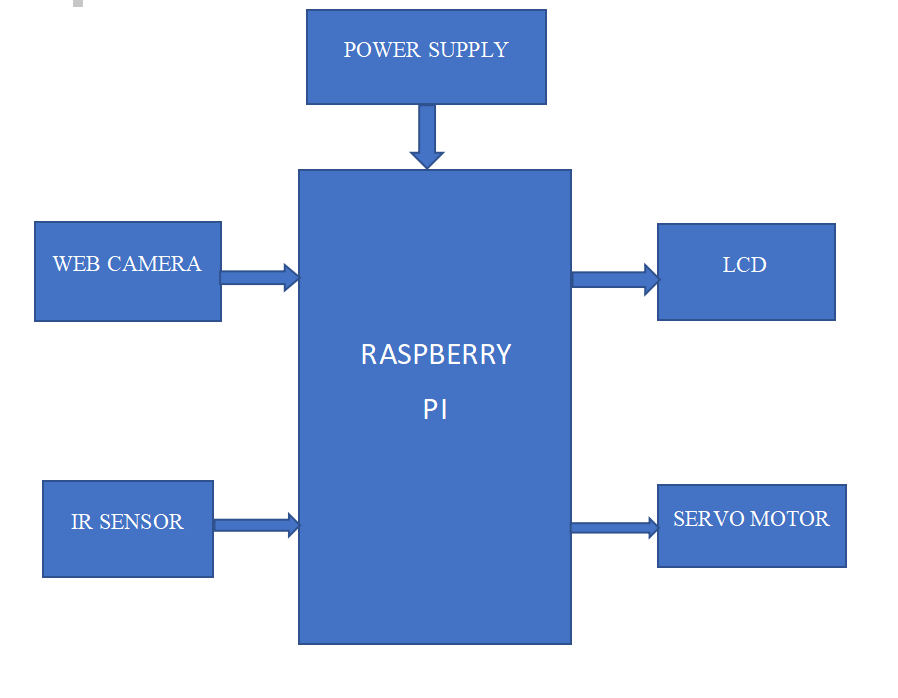 POWER SUPPLY
WEB CAMERA
LCD
RASPBERRY
PI
IR SENSOR
SERVO MOTOR